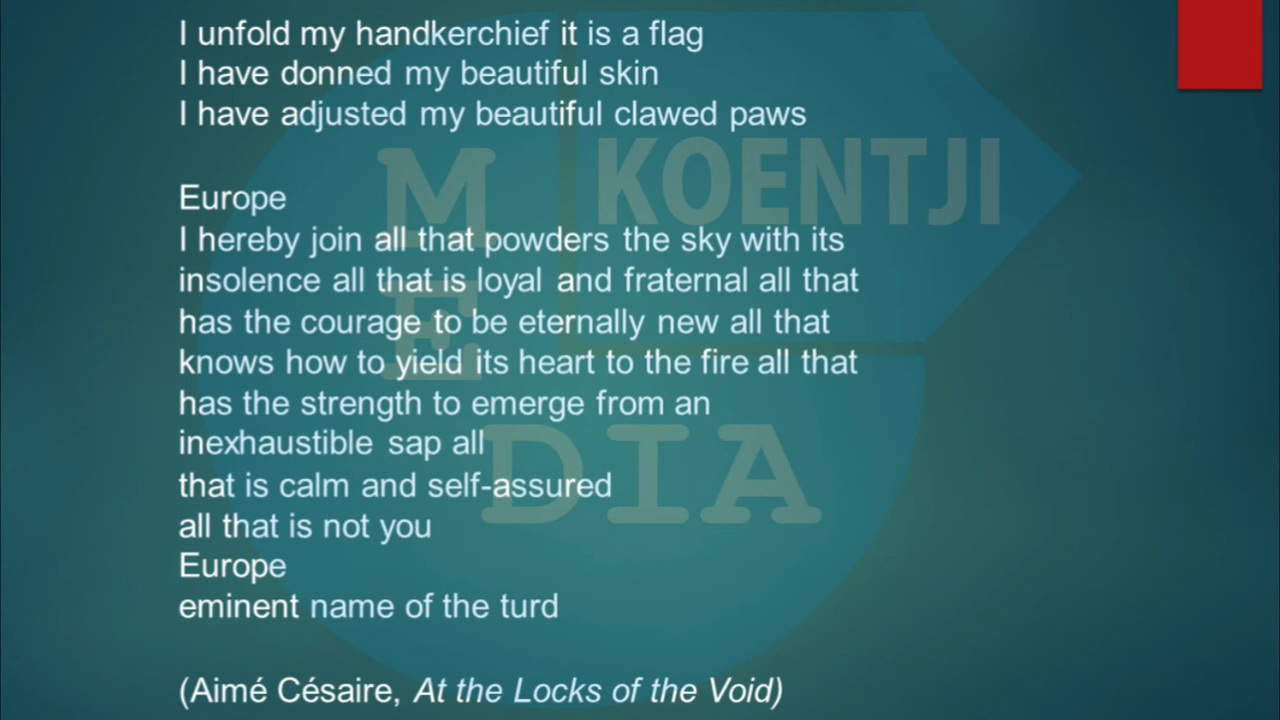 I unfold my handkerchief it is a flag
I have donned my beautiful skin
I have adjusted my beautiful clawed paws
Europe
I hereby join all that powders the sky with its
insolence all that is loyal and fraternal all that
has the courage to be eternally new all that
knows how to yield its heart to the fire all that
has the strength to emerge from an
inexhaustible sap all
that is calm and self-assured
all that is not you
Europe
eminent name of the turd
(Aimé Césaire, At the Locks of the Void)
KOENTJI
MEDIA